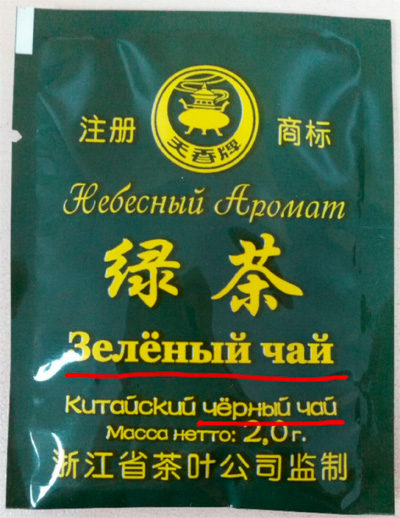 天香牌
注册 商标
Небесный Аромат
绿茶
Зелёный чай
Китайский чёрный чай
Масса нетто: 2,0 г.
浙江省茶叶公司监制